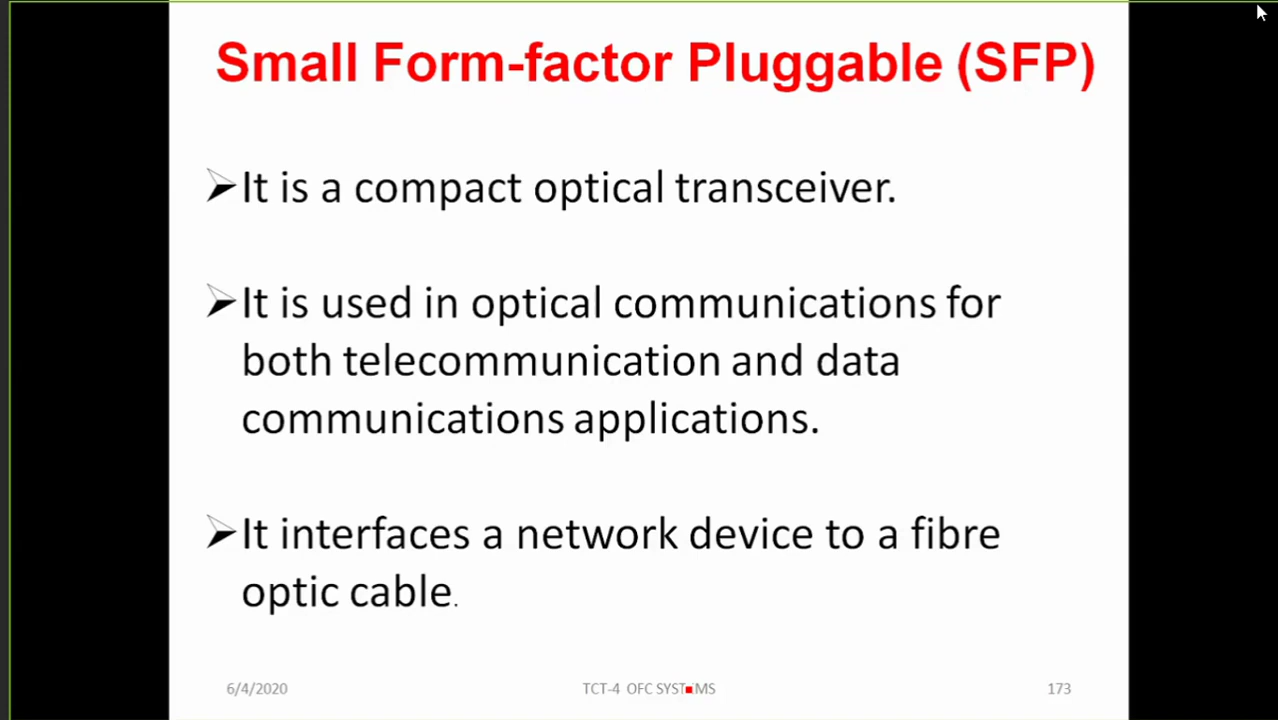 Small Form-factor Pluggable (SFP)
It is a compact optical transceiver.
It is used in optical communications for
both telecommunication and data
communications applications.
It interfaces a network device to a fibre
optic cable.
6/4/2020
TCT-4 OFC
173